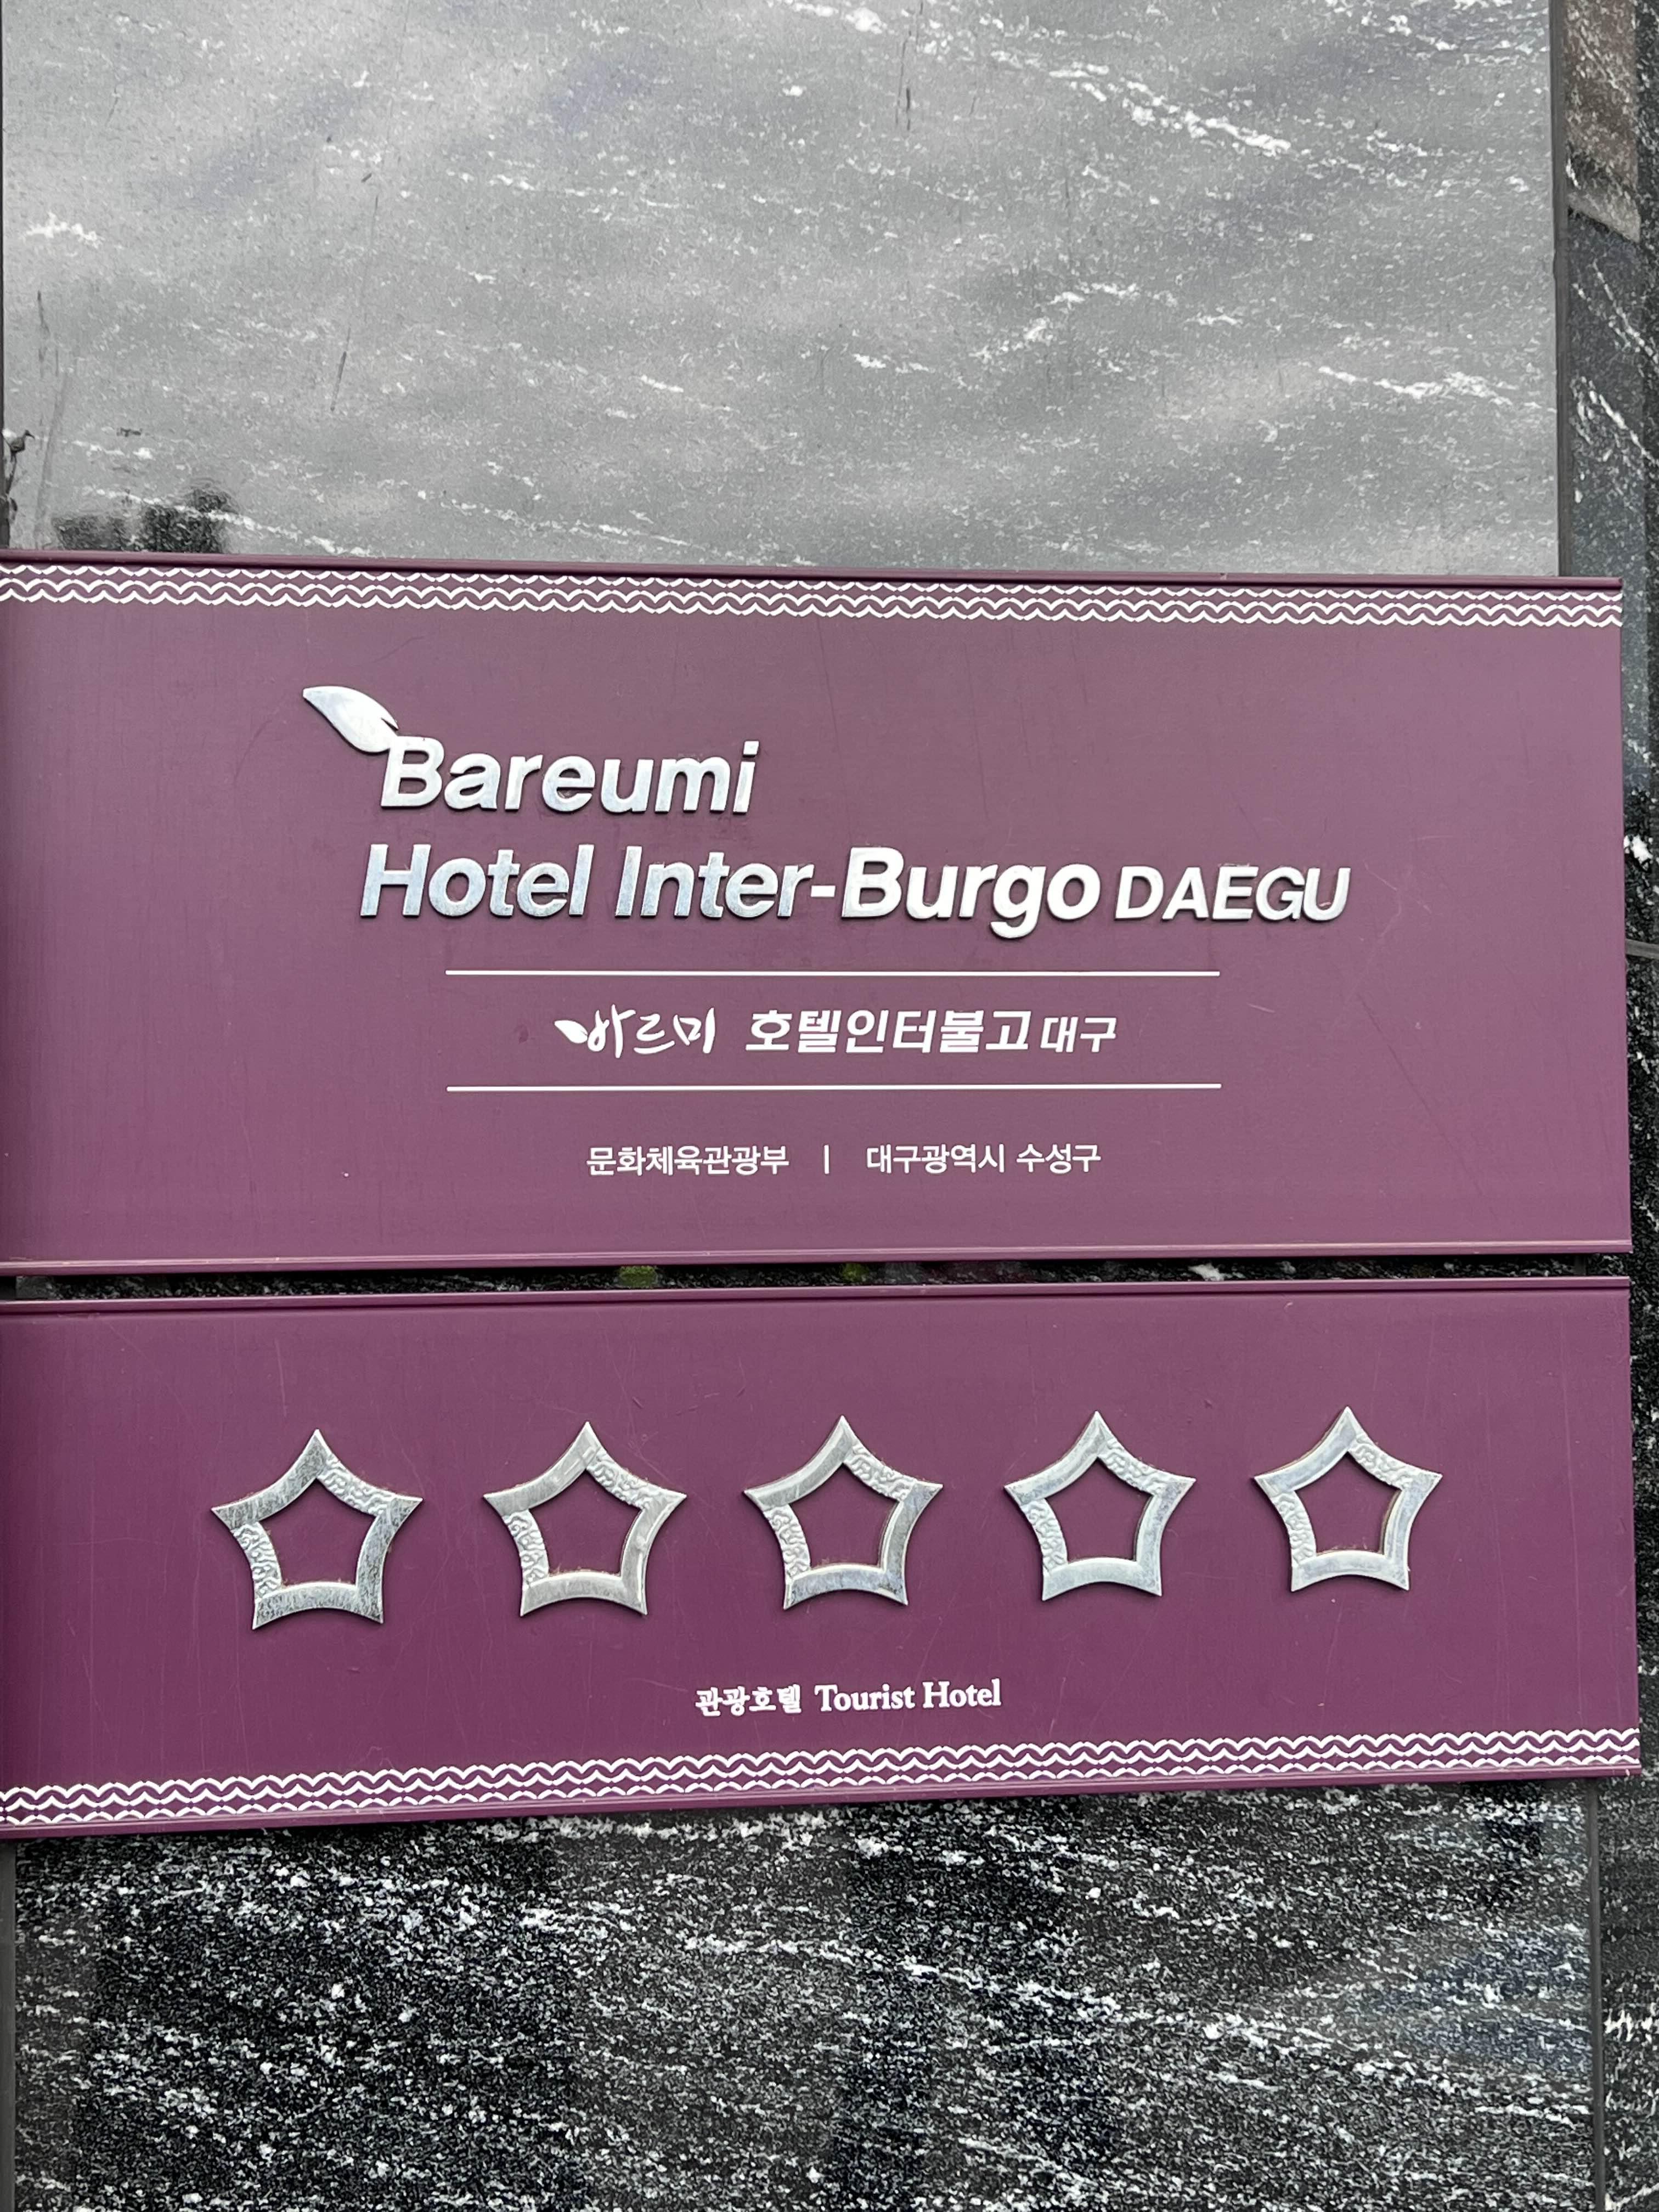 Bareumi
Hotel Inter-Burgo DAEGU
바르미 호텔인터불고 대구
문화체육관광부 | 대구광역시 수성구
관광호텔 Tourist Hotel